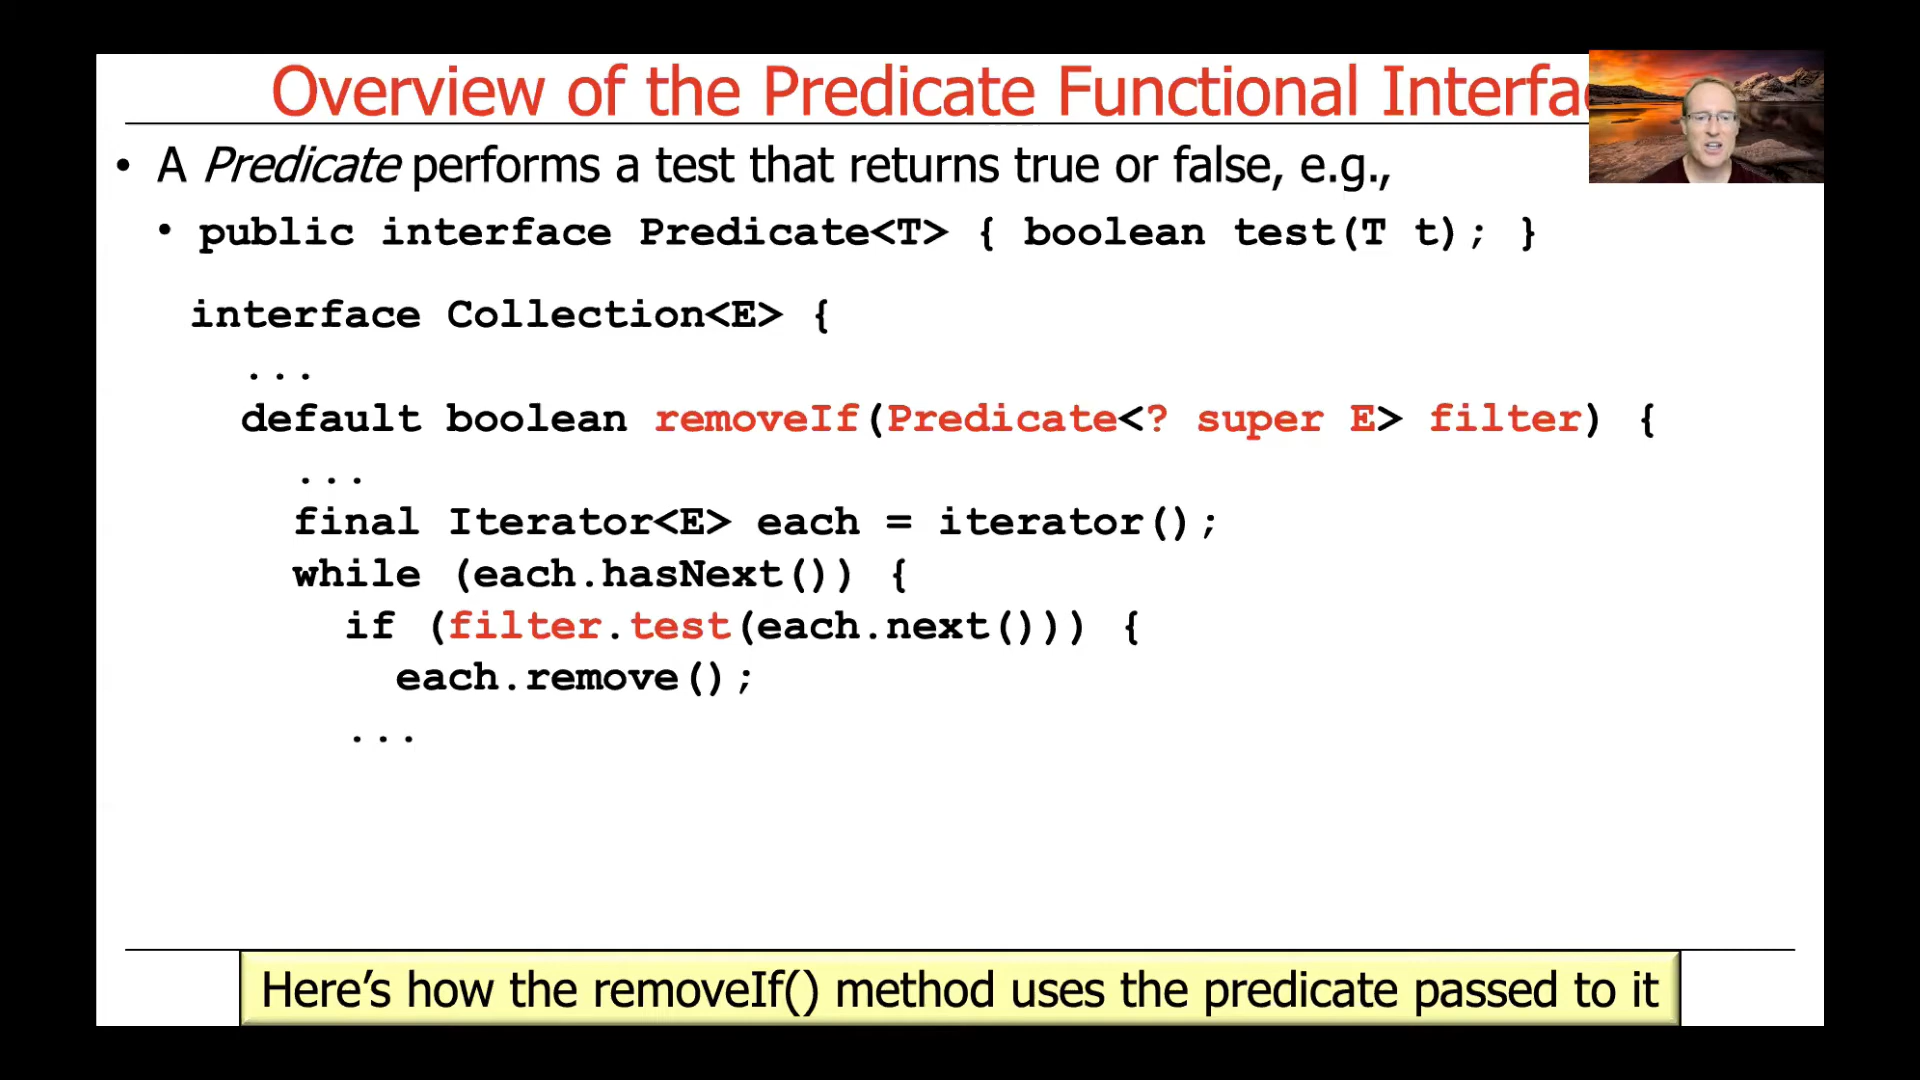 Overview of the Predicate Functional Interfac
• A Predicate performs a test that returns true or false, e.g.,
• public interface Predicate<T> { boolean test(T t); }
interface Collection<E> {
...
default boolean removeIf(Predicate<? super E> filter) {
...
final Iterator<E> each = iterator();
while (each.hasNext()) {
if (filter.test(each.next())) {
each.remove();
...
Here’s how the removeIf() method uses the predicate passed to it